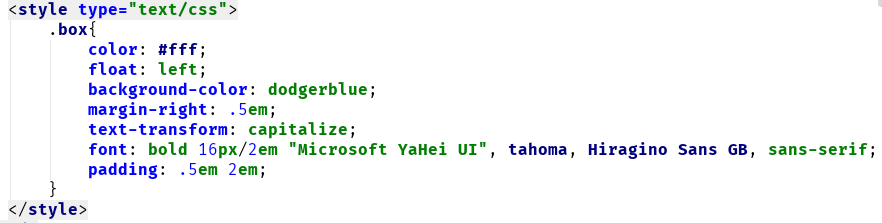 <style type="text/css">
.box{
color: #fff;
float: left;
background-color: dodgerblue;
margin-right: .5em;
text-transform: capitalize;
font: bold 16px/2em "Microsoft YaHei UI", tahoma, Hiragino Sans GB, sans-serif;
padding: .5em 2em;
}
</style>